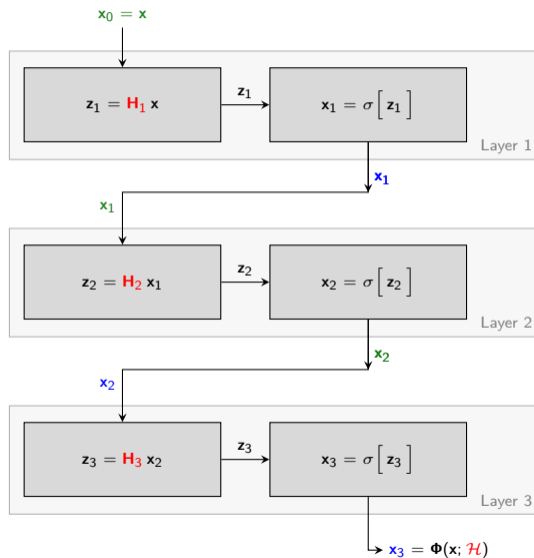 x₀ = x
z₁ = H₁ x
z₁
x₁ = σ[ z₁ ]
Layer 1
x₁
x₁
z₂ = H₂ x₁
z₂
x₂ = σ[ z₂ ]
Layer 2
x₂
x₂
z₃ = H₃ x₂
z₃
x₃ = σ[ z₃ ]
Layer 3
x₃ = Φ(x; ℋ)